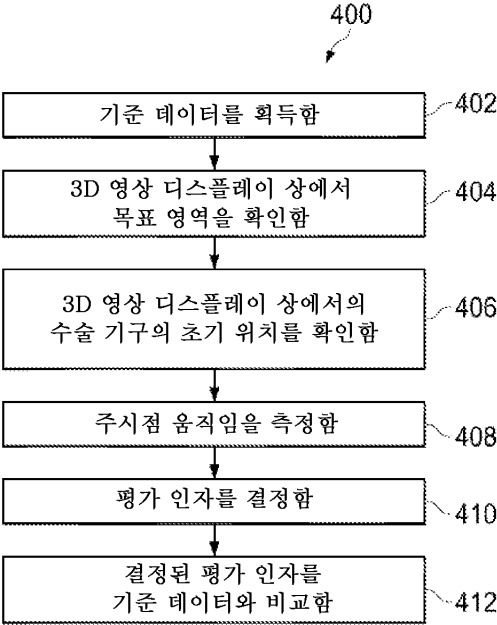 400
기준 데이터를 획득함
402
3D 영상 디스플레이 상에서
목표 영역을 확인함
404
3D 영상 디스플레이 상에서의
수술 기구의 초기 위치를 확인함
406
주시점 움직임을 측정함
408
평가 인자를 결정함
410
결정된 평가 인자를
기준 데이터와 비교함
412